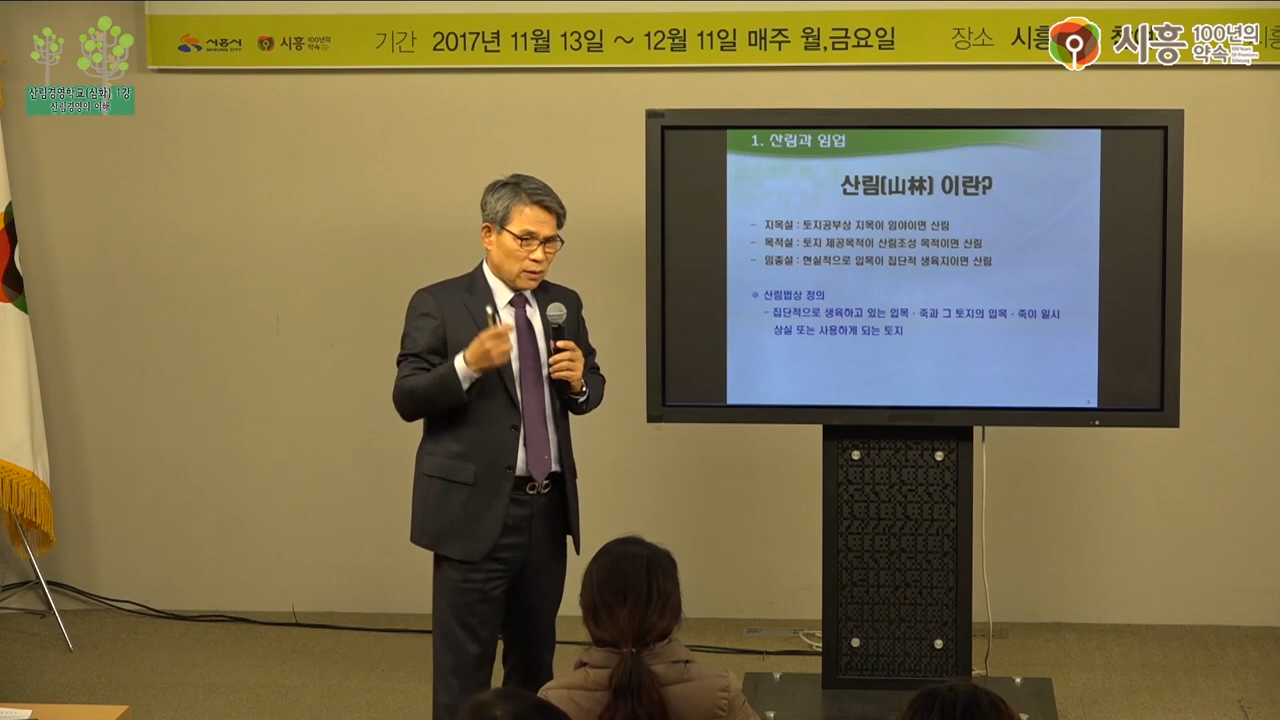 시흥시
SIHEUNG CITY
시흥 100년의 약속
기간 2017년 11월 13일 ~ 12월 11일 매주 월,금요일
장소 시흥
시흥 100년의 약속
산림경영학교(심화) 1강
산림경영의 이해
1. 산림과 임업
산림(山林) 이란?
- 지목설 : 토지공부상 지목이 임야이면 산림
- 목적설 : 토지 제공목적이 산림조성 목적이면 산림
- 임총설 : 현실적으로 입목이 집단적 생육지이면 산림
※ 산림법상 정의
- 집단적으로 생육하고 있는 입목 · 죽과 그 토지의 입목 · 죽이 일시
상실 또는 사용하게 되는 토지